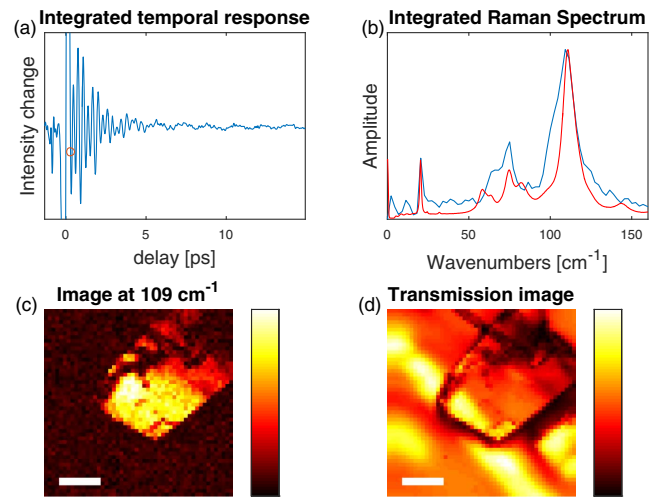 (a) Integrated temporal response
Intensity change
0 5 10
delay [ps]
(b) Integrated Raman Spectrum
Amplitude
0 50 100 150
Wavenumbers [cm⁻¹]
(c) Image at 109 cm⁻¹
(d) Transmission image